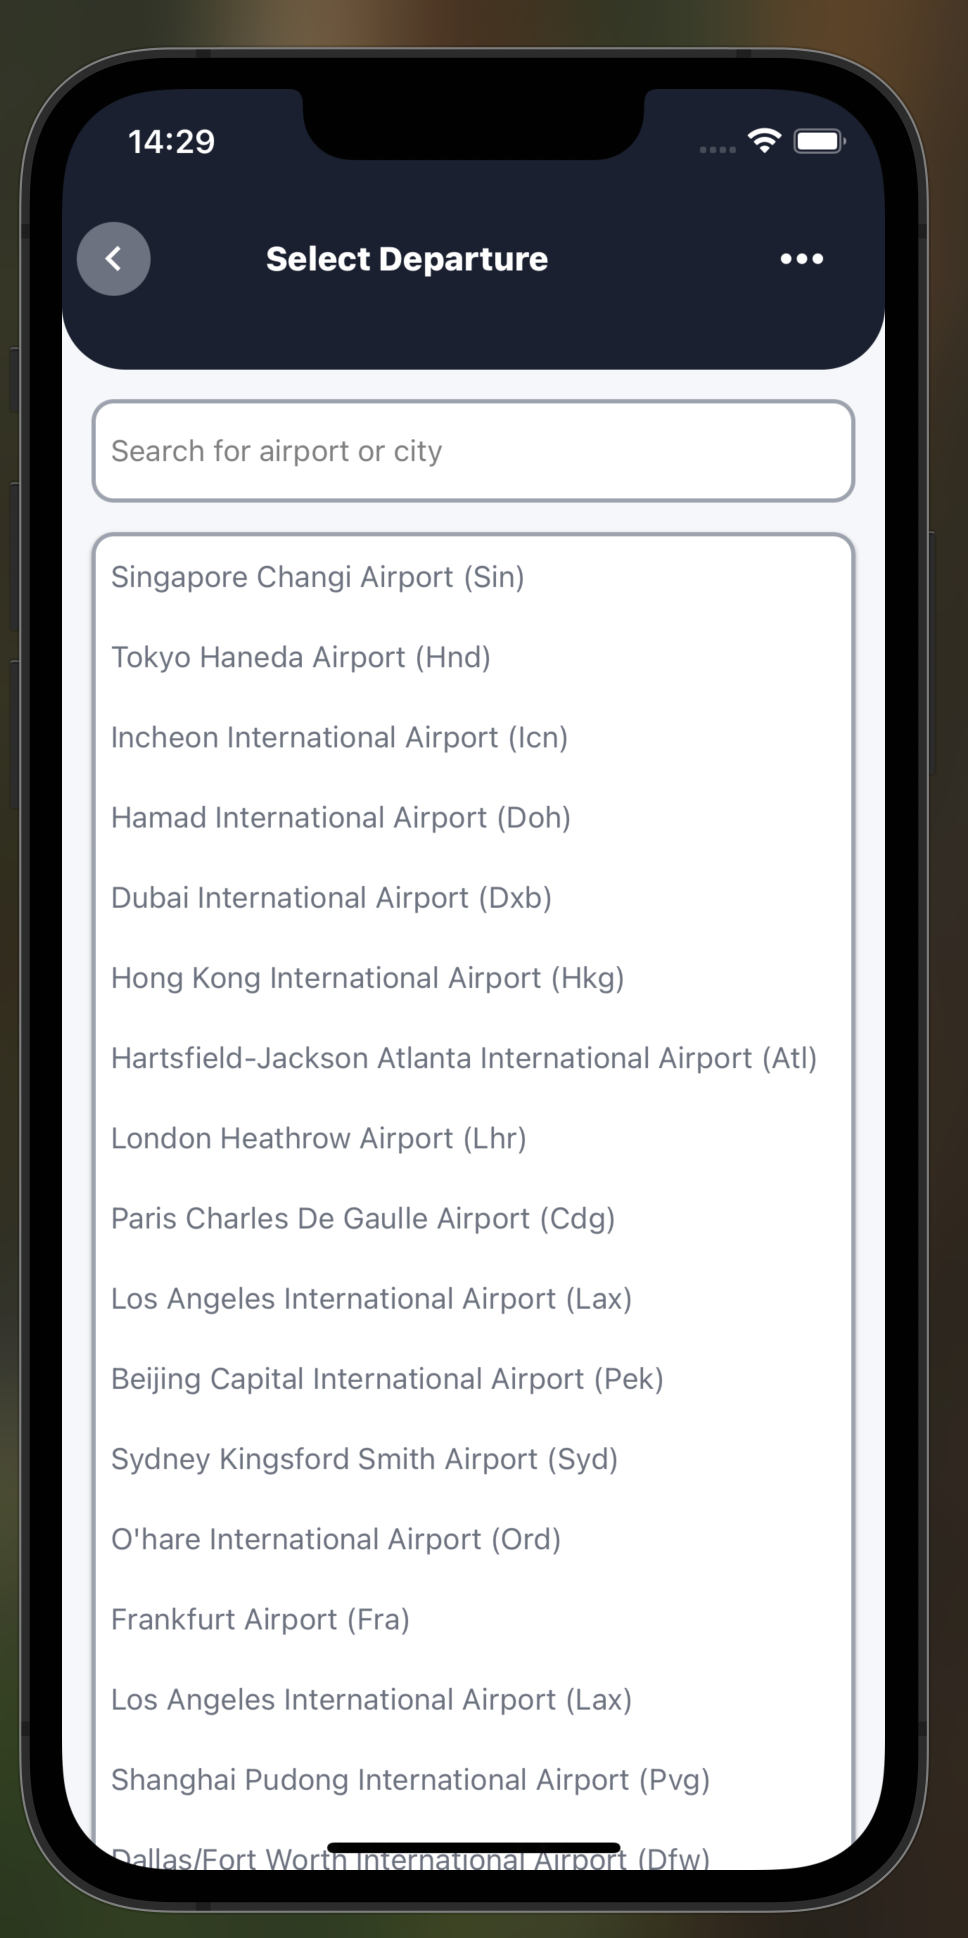 14:29
Select Departure
Search for airport or city
Singapore Changi Airport (Sin)
Tokyo Haneda Airport (Hnd)
Incheon International Airport (Icn)
Hamad International Airport (Doh)
Dubai International Airport (Dxb)
Hong Kong International Airport (Hkg)
Hartsfield-Jackson Atlanta International Airport (Atl)
London Heathrow Airport (Lhr)
Paris Charles De Gaulle Airport (Cdg)
Los Angeles International Airport (Lax)
Beijing Capital International Airport (Pek)
Sydney Kingsford Smith Airport (Syd)
O'hare International Airport (Ord)
Frankfurt Airport (Fra)
Los Angeles International Airport (Lax)
Shanghai Pudong International Airport (Pvg)
Dallas/Fort Worth International Airport (Dfw)